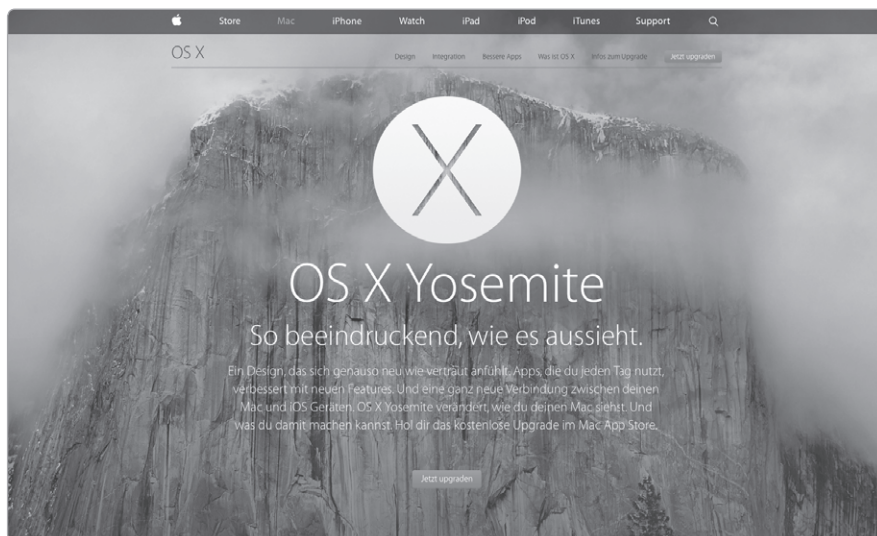 Store Mac iPhone Watch iPad iPod iTunes Support
OS X Design Integration Bessere Apps Was ist OS X Infos zum Upgrade Jetzt upgraden
X
OS X Yosemite
So beeindruckend, wie es aussieht.
Ein Design, das sich genauso neu wie vertraut anfühlt. Apps, die du jeden Tag nutzt,
verbessert mit neuen Features. Und eine ganz neue Verbindung zwischen deinen
Mac und iOS Geräten. OS X Yosemite verändert, wie du deinen Mac siehst. Und
was du damit machen kannst. Hol dir das kostenlose Upgrade im Mac App Store.
Jetzt upgraden